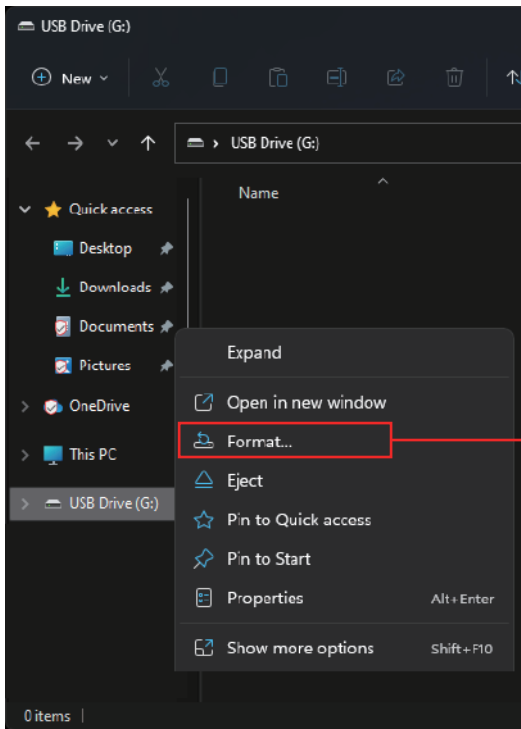 USB Drive (G:)
New
USB Drive (G:)
Name
Quick access
Desktop
Downloads
Documents
Pictures
OneDrive
This PC
USB Drive (G:)
Expand
Open in new window
Format...
Eject
Pin to Quick access
Pin to Start
Properties Alt+Enter
Show more options Shift+F10
0 items